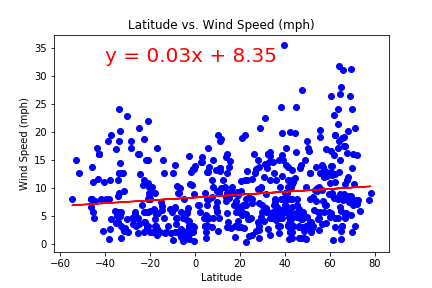 Latitude vs. Wind Speed (mph)
y = 0.03x + 8.35
35
30
25
20
15
10
5
0
Wind Speed (mph)
−60 −40 −20 0 20 40 60 80
Latitude